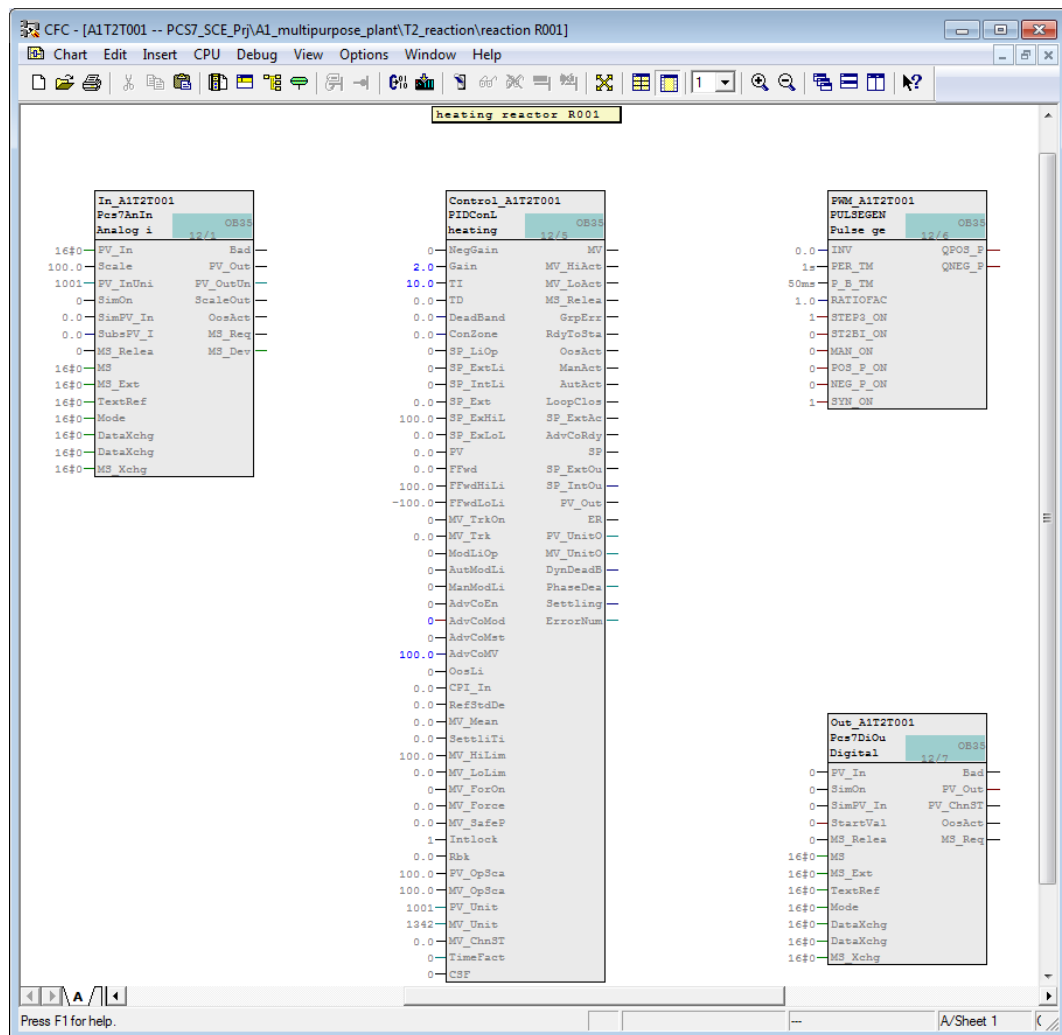 CFC - [A1T2T001 -- PCS7_SCE_Prj\A1_multipurpose_plant\T2_reaction\reaction R001]
Chart Edit Insert CPU Debug View Options Window Help
1
heating reactor R001
In_A1T2T001
Pcs7AnIn
Analog i
OB35
12/1
16#0 PV_In Bad
100.0 Scale PV_Out
1001 PV_InUni PV_OutUn
0 SimOn ScaleOut
0.0 SimPV_In OosAct
0.0 SubsPV_I MS_Req
0 MS_Relea MS_Dev
16#0 MS
16#0 MS_Ext
16#0 TextRef
16#0 Mode
16#0 DataXchg
16#0 DataXchg
16#0 MS_Xchg
Control_A1T2T001
PIDConL
heating
OB35
12/5
0 NegGain MV
2.0 Gain MV_HiAct
10.0 TI MV_LoAct
0.0 TD MS_Relea
0.0 DeadBand GrpErr
0.0 ConZone RdyToSta
0 SP_LiOp OosAct
0 SP_ExtLi ManAct
0 SP_IntLi AutAct
0.0 SP_Ext LoopClos
100.0 SP_ExHiL SP_ExtAc
0.0 SP_ExLoL AdvCoRdy
0.0 PV SP
0.0 FFwd SP_ExtOu
100.0 FFwdHiLi SP_IntOu
-100.0 FFwdLoLi PV_Out
0 MV_TrkOn ER
0.0 MV_Trk PV_UnitO
0 ModLiOp MV_UnitO
0 AutModLi DynDeadB
0 ManModLi PhaseDea
0 AdvCoEn Settling
0 AdvCoMod ErrorNum
0 AdvCoMst
100.0 AdvCoMV
0 OosLi
0.0 CPI_In
0.0 RefStdDe
0.0 MV_Mean
0.0 SettliTi
100.0 MV_HiLim
0.0 MV_LoLim
0 MV_ForOn
0.0 MV_Force
0.0 MV_SafeP
1 Intlock
0.0 Rbk
100.0 PV_OpSca
100.0 MV_OpSca
1001 PV_Unit
1342 MV_Unit
0.0 MV_ChnST
0 TimeFact
0 CSF
PWM_A1T2T001
PULSEGEN
Pulse ge
OB35
12/6
0.0 INV QPOS_P
1s PER_TM QNEG_P
50ms P_B_TM
1.0 RATIOFAC
1 STEP3_ON
0 ST2BI_ON
0 MAN_ON
0 POS_P_ON
0 NEG_P_ON
1 SYN_ON
Out_A1T2T001
Pcs7DiOu
Digital
OB35
12/7
0 PV_In Bad
0 SimOn PV_Out
0 SimPV_In PV_ChnST
0 StartVal OosAct
0 MS_Relea MS_Req
16#0 MS
16#0 MS_Ext
16#0 TextRef
16#0 Mode
16#0 DataXchg
16#0 DataXchg
16#0 MS_Xchg
A
Press F1 for help.
---
A/Sheet 1